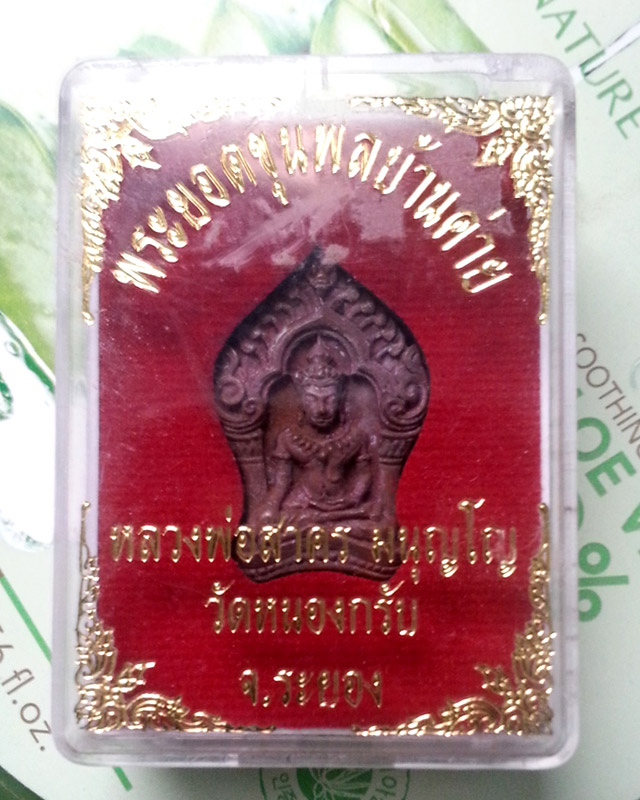 พระยอดขุนพลบ้านค่าย
หลวงพ่อสาคร มนุญโญ
วัดหนองกรับ
จ.ระยอง
NATURE
SOOTHING
%
fl.oz.